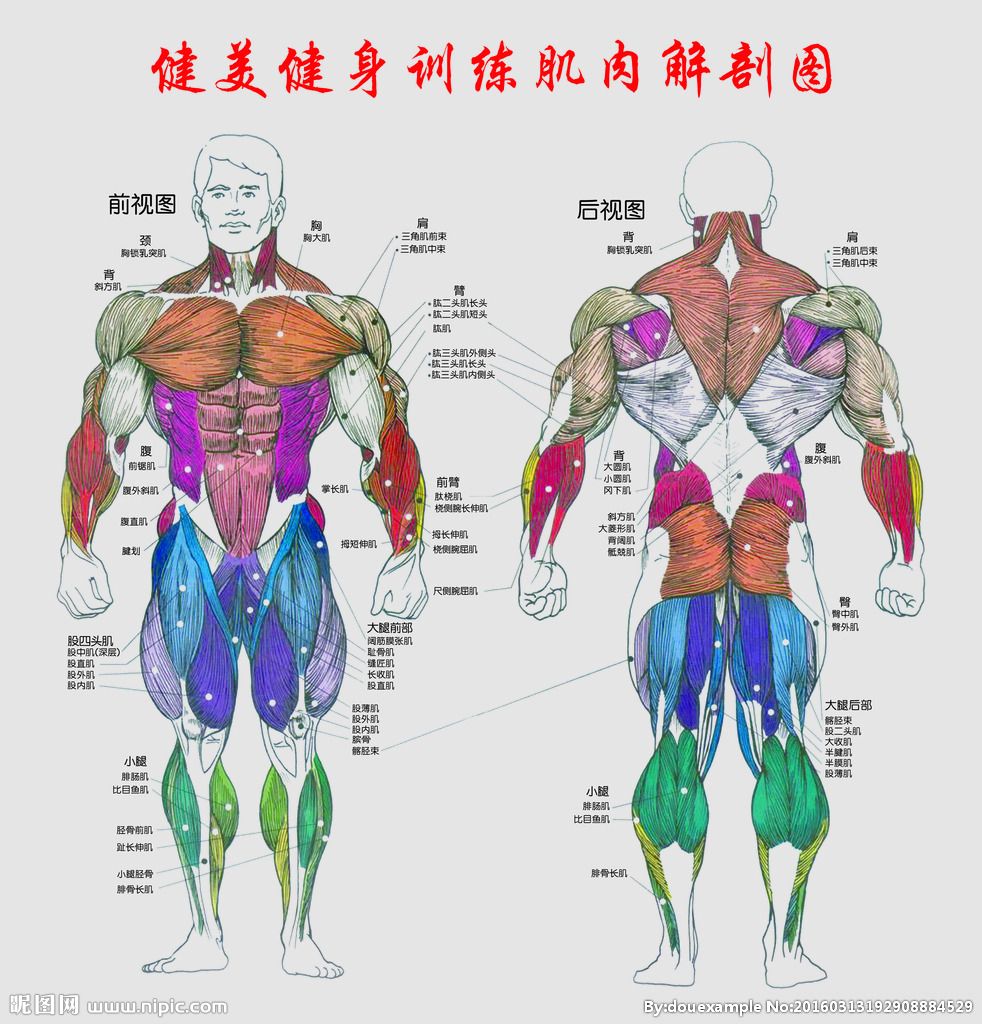 健美健身训练肌肉解剖图
前视图
颈
胸锁乳突肌
背
斜方肌
胸
胸大肌
肩
三角肌前束
三角肌中束
臂
肱二头肌长头
肱二头肌短头
肱肌
肱三头肌外侧头
肱三头肌长头
肱三头肌内侧头
腹
前锯肌
腹外斜肌
腹直肌
腱划
掌长肌
前臂
肱桡肌
桡侧腕长伸肌
拇长伸肌
拇短伸肌
桡侧腕屈肌
尺侧腕屈肌
股四头肌
股中肌(深层)
股直肌
股外肌
股内肌
大腿前部
阔筋膜张肌
耻骨肌
缝匠肌
长收肌
股直肌
股薄肌
股外肌
股内肌
膑骨
髂胫束
小腿
腓肠肌
比目鱼肌
胫骨前肌
趾长伸肌
小腿胫骨
腓骨长肌
后视图
背
胸锁乳突肌
肩
三角肌后束
三角肌中束
背
大圆肌
小圆肌
冈下肌
斜方肌
大菱形肌
背阔肌
骶棘肌
腹
腹外斜肌
臀
臀中肌
臀外肌
大腿后部
髂胫束
股二头肌
大收肌
半腱肌
半膜肌
股薄肌
小腿
腓肠肌
比目鱼肌
腓骨长肌
昵图网 www.nipic.com
By:douexample No:20160313192908884529